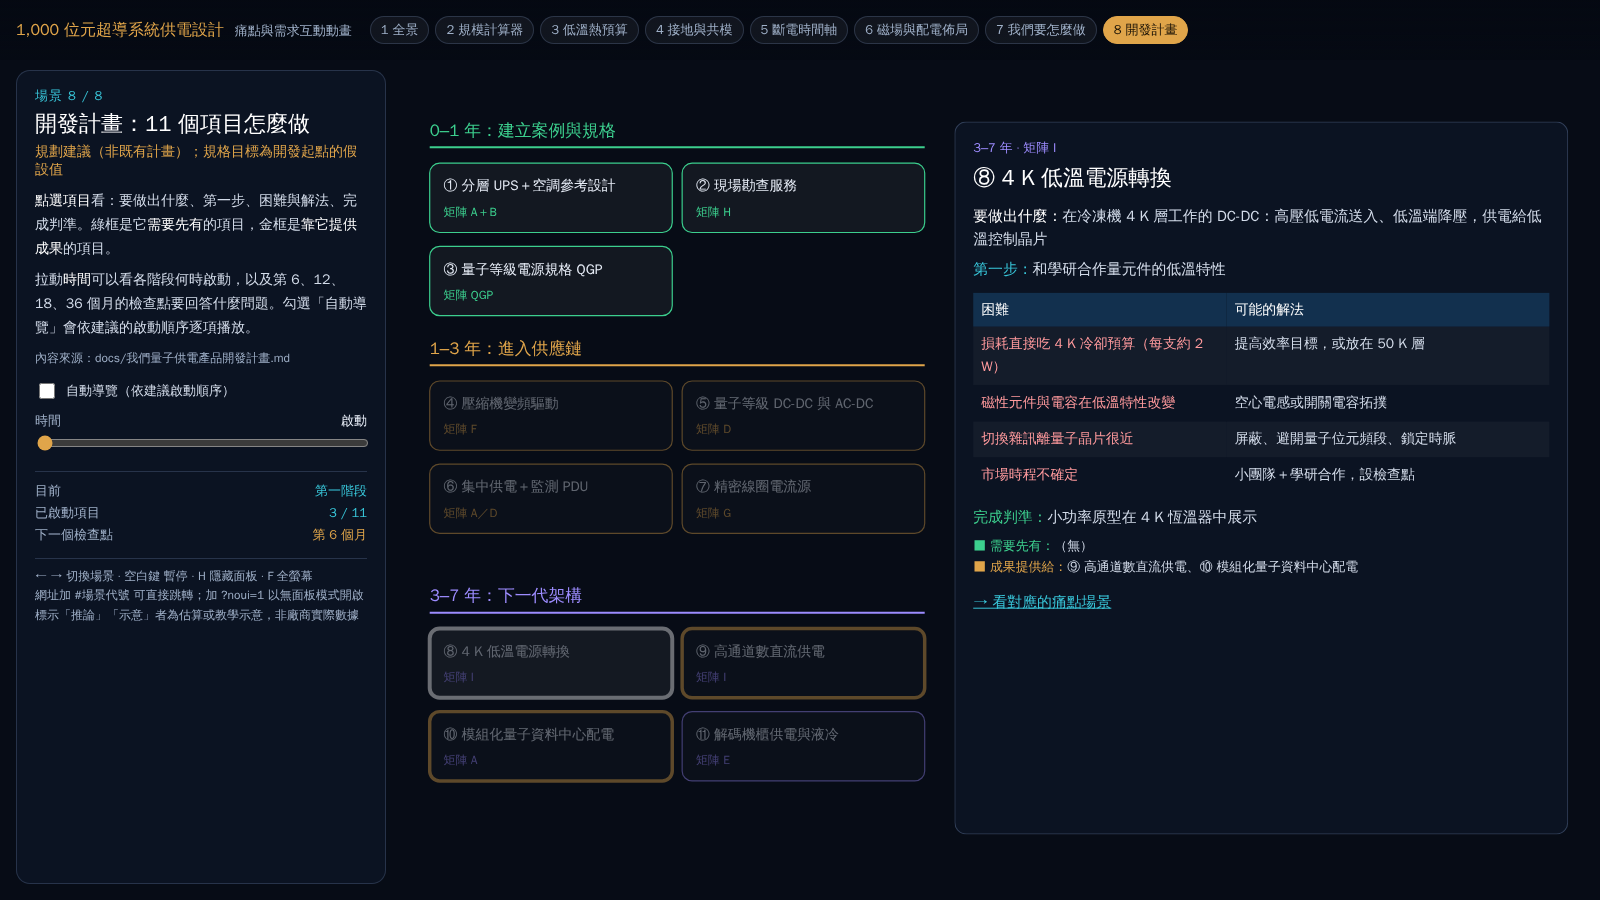 1,000 位元超導系統供電設計
痛點與需求互動動畫
1 全景
2 規模計算器
3 低溫熱預算
4 接地與共模
5 斷電時間軸
6 磁場與配電佈局
7 我們要怎麼做
8 開發計畫
場景 8 / 8
開發計畫：11 個項目怎麼做
規劃建議（非既有計畫）；規格目標為開發起點的假
設值
點選項目看：要做出什麼、第一步、困難與解法、完
成判準。綠框是它需要先有的項目，金框是靠它提供
成果的項目。
拉動時間可以看各階段何時啟動，以及第 6、12、
18、36 個月的檢查點要回答什麼問題。勾選「自動導
覽」會依建議的啟動順序逐項播放。
內容來源：docs/我們量子供電產品開發計畫.md
自動導覽（依建議啟動順序）
時間
啟動
目前
第一階段
已啟動項目
3 / 11
下一個檢查點
第 6 個月
← → 切換場景 · 空白鍵 暫停 · H 隱藏面板 · F 全螢幕
網址加 #場景代號 可直接跳轉；加 ?noui=1 以無面板模式開啟
標示「推論」「示意」者為估算或教學示意，非廠商實際數據
0–1 年：建立案例與規格
① 分層 UPS＋空調參考設計
矩陣 A＋B
② 現場勘查服務
矩陣 H
③ 量子等級電源規格 QGP
矩陣 QGP
1–3 年：進入供應鏈
④ 壓縮機變頻驅動
矩陣 F
⑤ 量子等級 DC-DC 與 AC-DC
矩陣 D
⑥ 集中供電＋監測 PDU
矩陣 A／D
⑦ 精密線圈電流源
矩陣 G
3–7 年：下一代架構
⑧ 4 K 低溫電源轉換
矩陣 I
⑨ 高通道數直流供電
矩陣 I
⑩ 模組化量子資料中心配電
矩陣 A
⑪ 解碼機櫃供電與液冷
矩陣 E
3–7 年 · 矩陣 I
⑧ 4 K 低溫電源轉換
要做出什麼：在冷凍機 4 K 層工作的 DC-DC：高壓低電流送入、低溫端降壓，供電給低
溫控制晶片
第一步：和學研合作量元件的低溫特性
困難
可能的解法
損耗直接吃 4 K 冷卻預算（每支約 2
W）
提高效率目標，或放在 50 K 層
磁性元件與電容在低溫特性改變
空心電感或開關電容拓撲
切換雜訊離量子晶片很近
屏蔽、避開量子位元頻段、鎖定時脈
市場時程不確定
小團隊＋學研合作，設檢查點
完成判準：小功率原型在 4 K 恆溫器中展示
■ 需要先有：（無）
■ 成果提供給：⑨ 高通道數直流供電、⑩ 模組化量子資料中心配電
→ 看對應的痛點場景